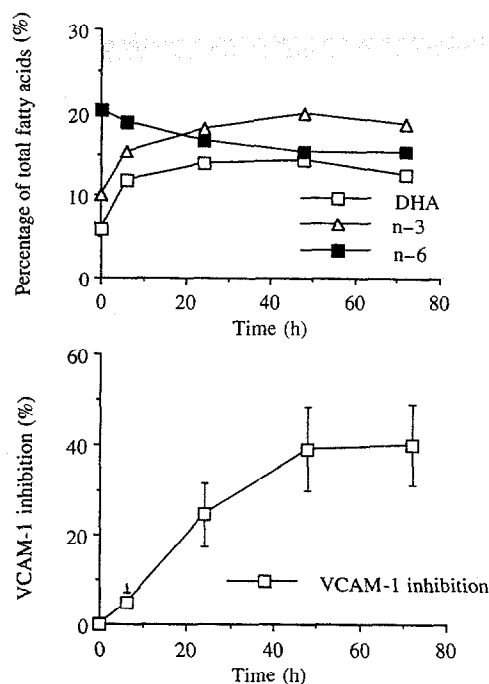 Percentage of total fatty acids (%)
30
20
10
0
DHA
n-3
n-6
0 20 40 60 80
Time (h)
VCAM-1 inhibition (%)
60
40
20
0
VCAM-1 inhibition
0 20 40 60 80
Time (h)